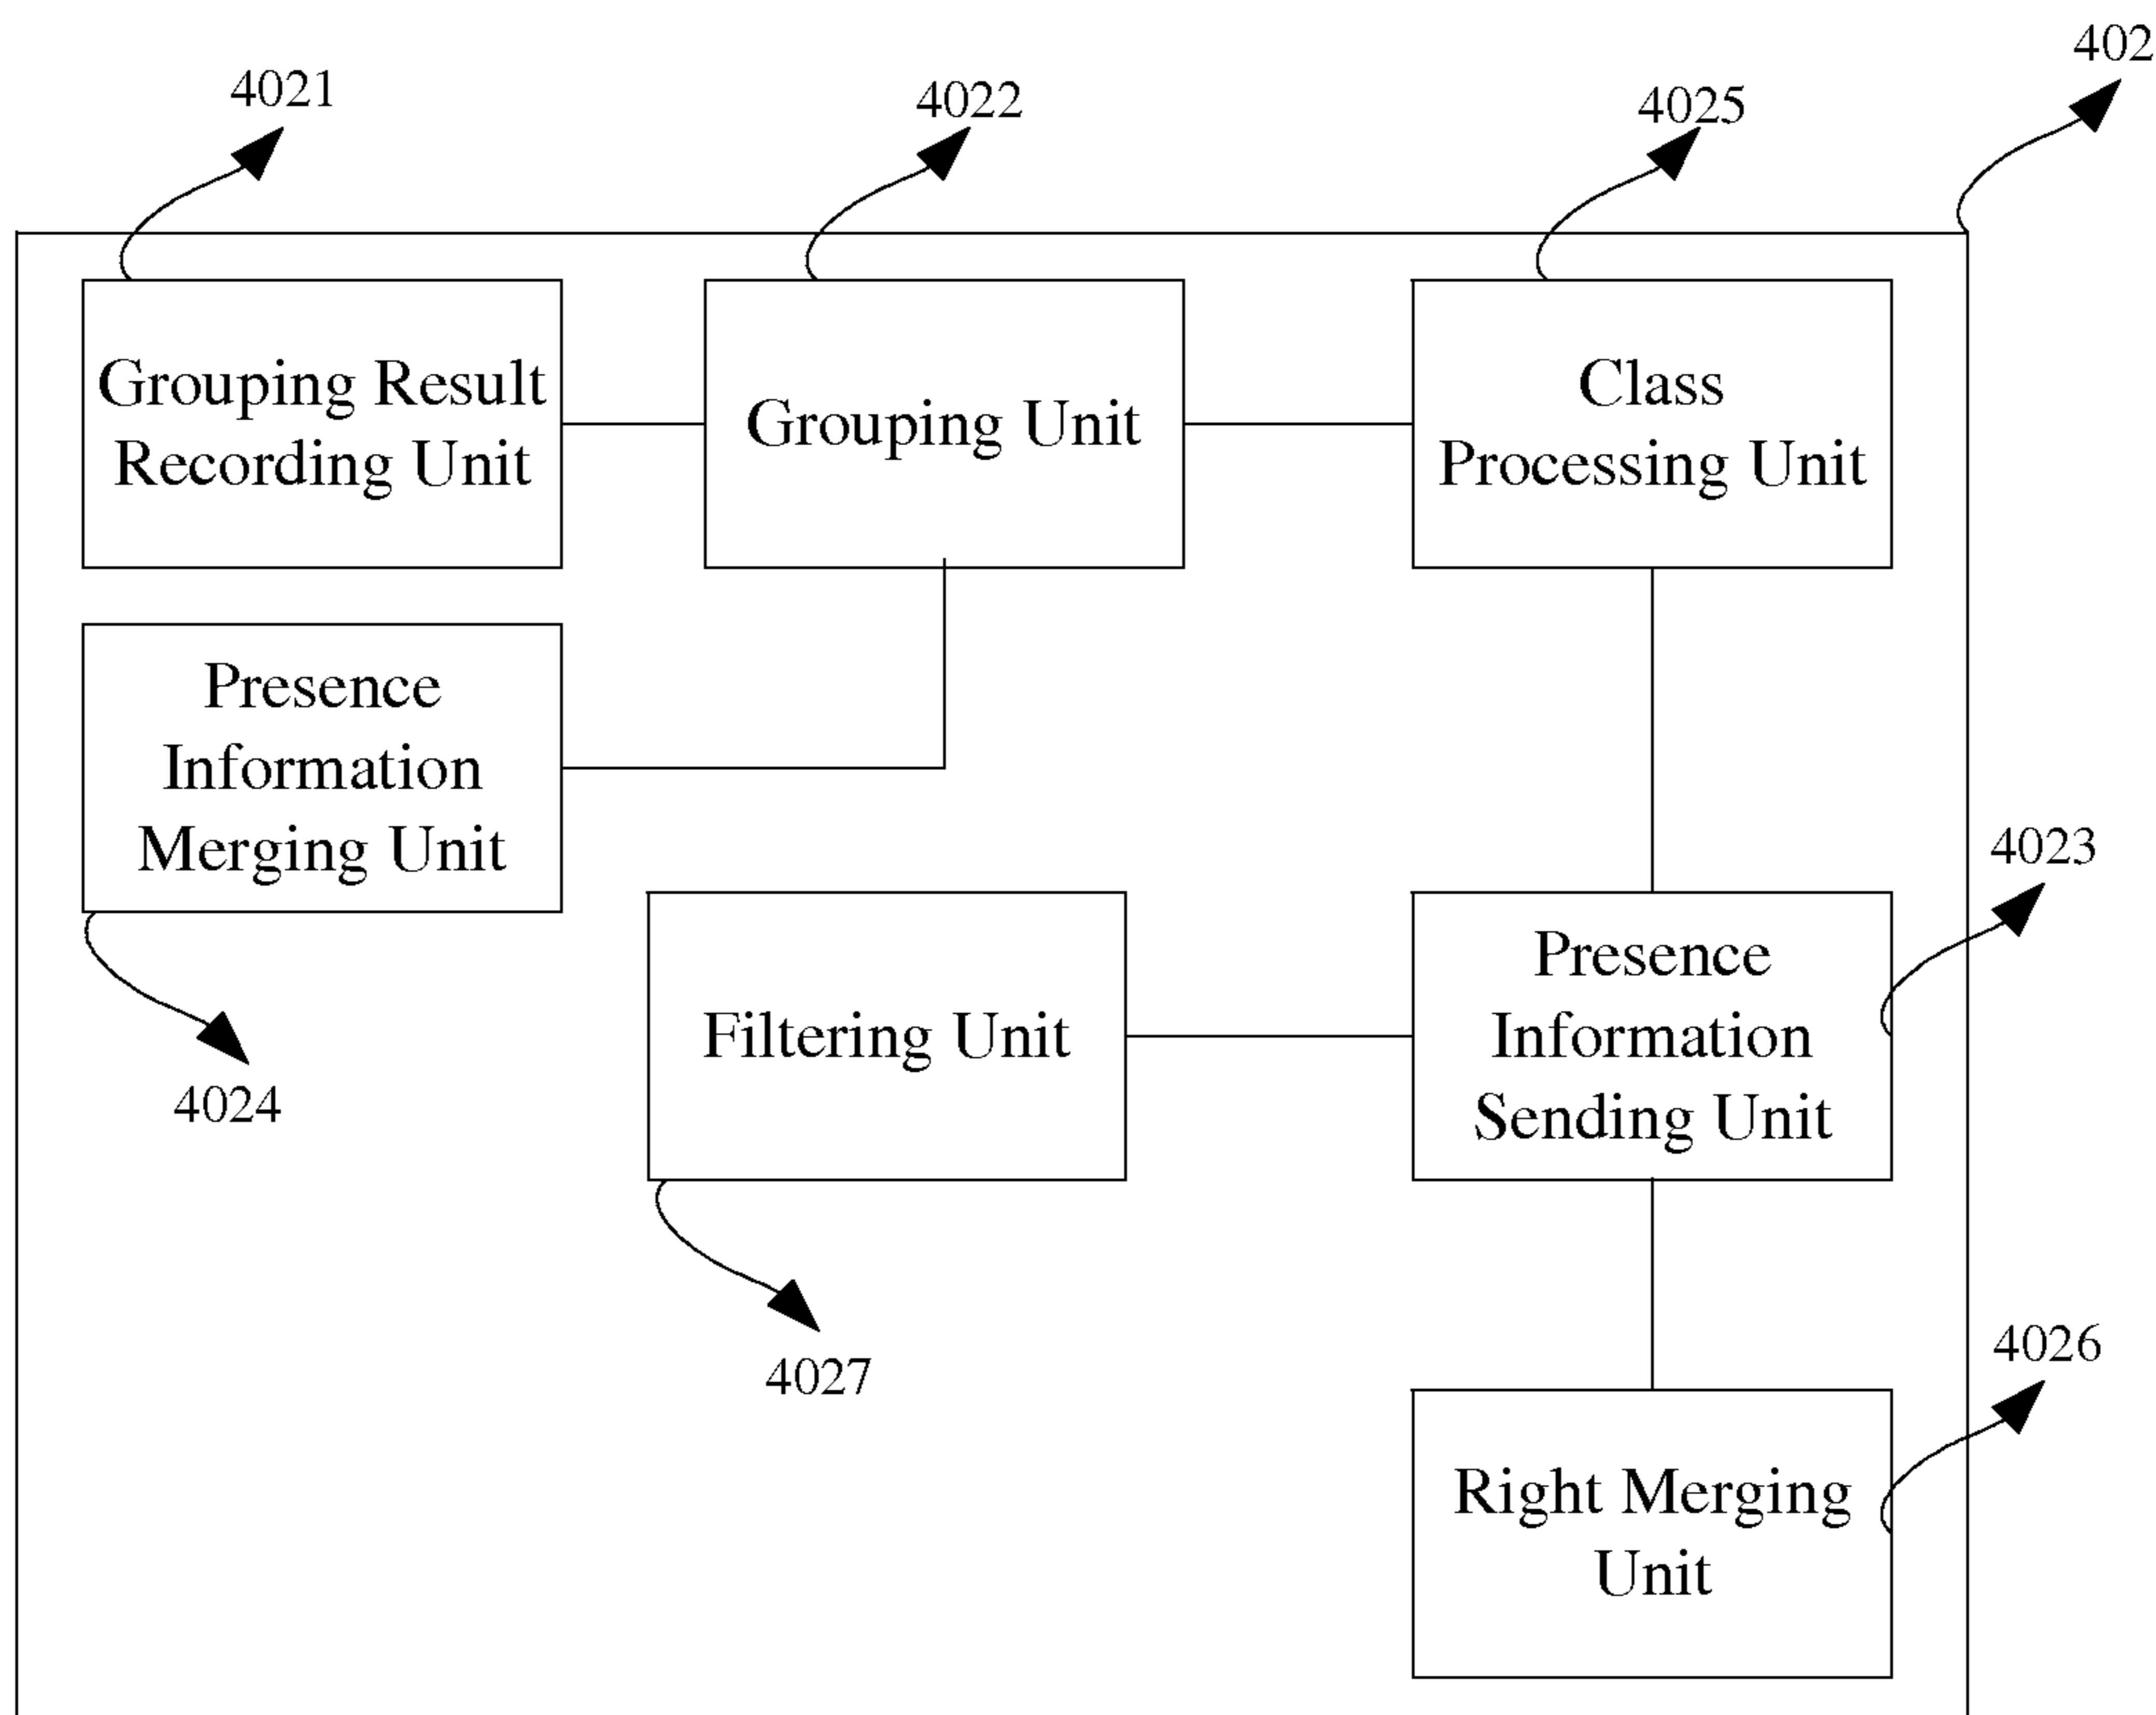 402
4021
4022
4025
Grouping Result
Recording Unit
Grouping Unit
Class
Processing Unit
Presence
Information
Merging Unit
4023
Filtering Unit
Presence
Information
Sending Unit
4024
4027
4026
Right Merging
Unit